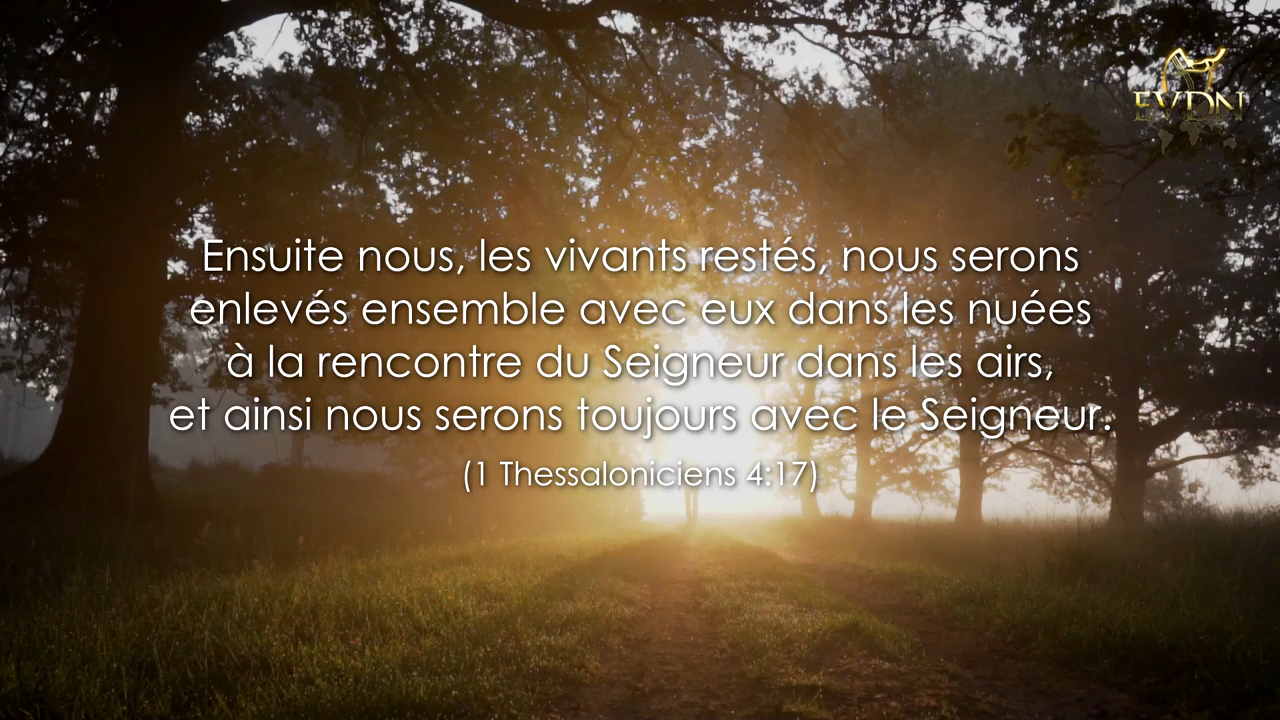 EVDN
Ensuite nous, les vivants restés, nous serons
enlevés ensemble avec eux dans les nuées
à la rencontre du Seigneur dans les airs,
et ainsi nous serons toujours avec le Seigneur.
(1 Thessaloniciens 4:17)